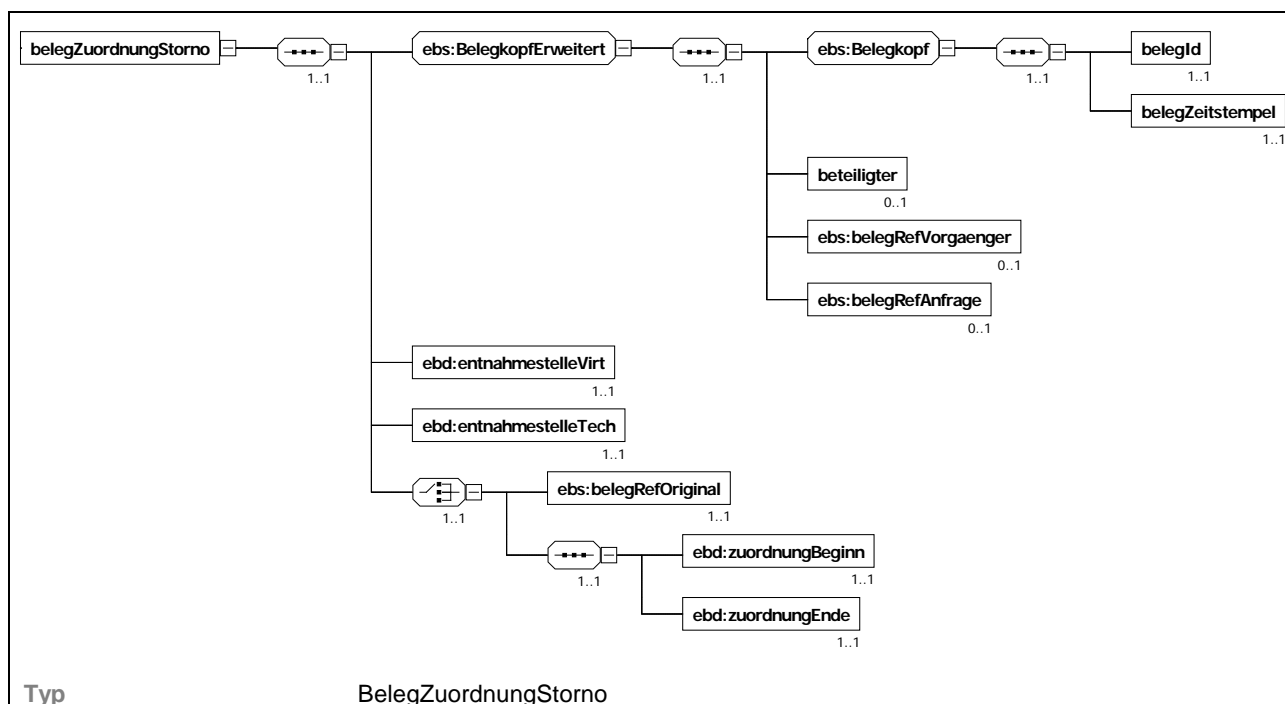 belegZuordnungStorno
1..1
ebs:BelegkopfErweitert
1..1
ebs:Belegkopf
1..1
belegId
1..1
belegZeitstempel
1..1
beteiligter
0..1
ebs:belegRefVorgaenger
0..1
ebs:belegRefAnfrage
0..1
ebd:entnahmestelleVirt
1..1
ebd:entnahmestelleTech
1..1
1..1
ebs:belegRefOriginal
1..1
1..1
ebd:zuordnungBeginn
1..1
ebd:zuordnungEnde
1..1
Typ BelegZuordnungStorno